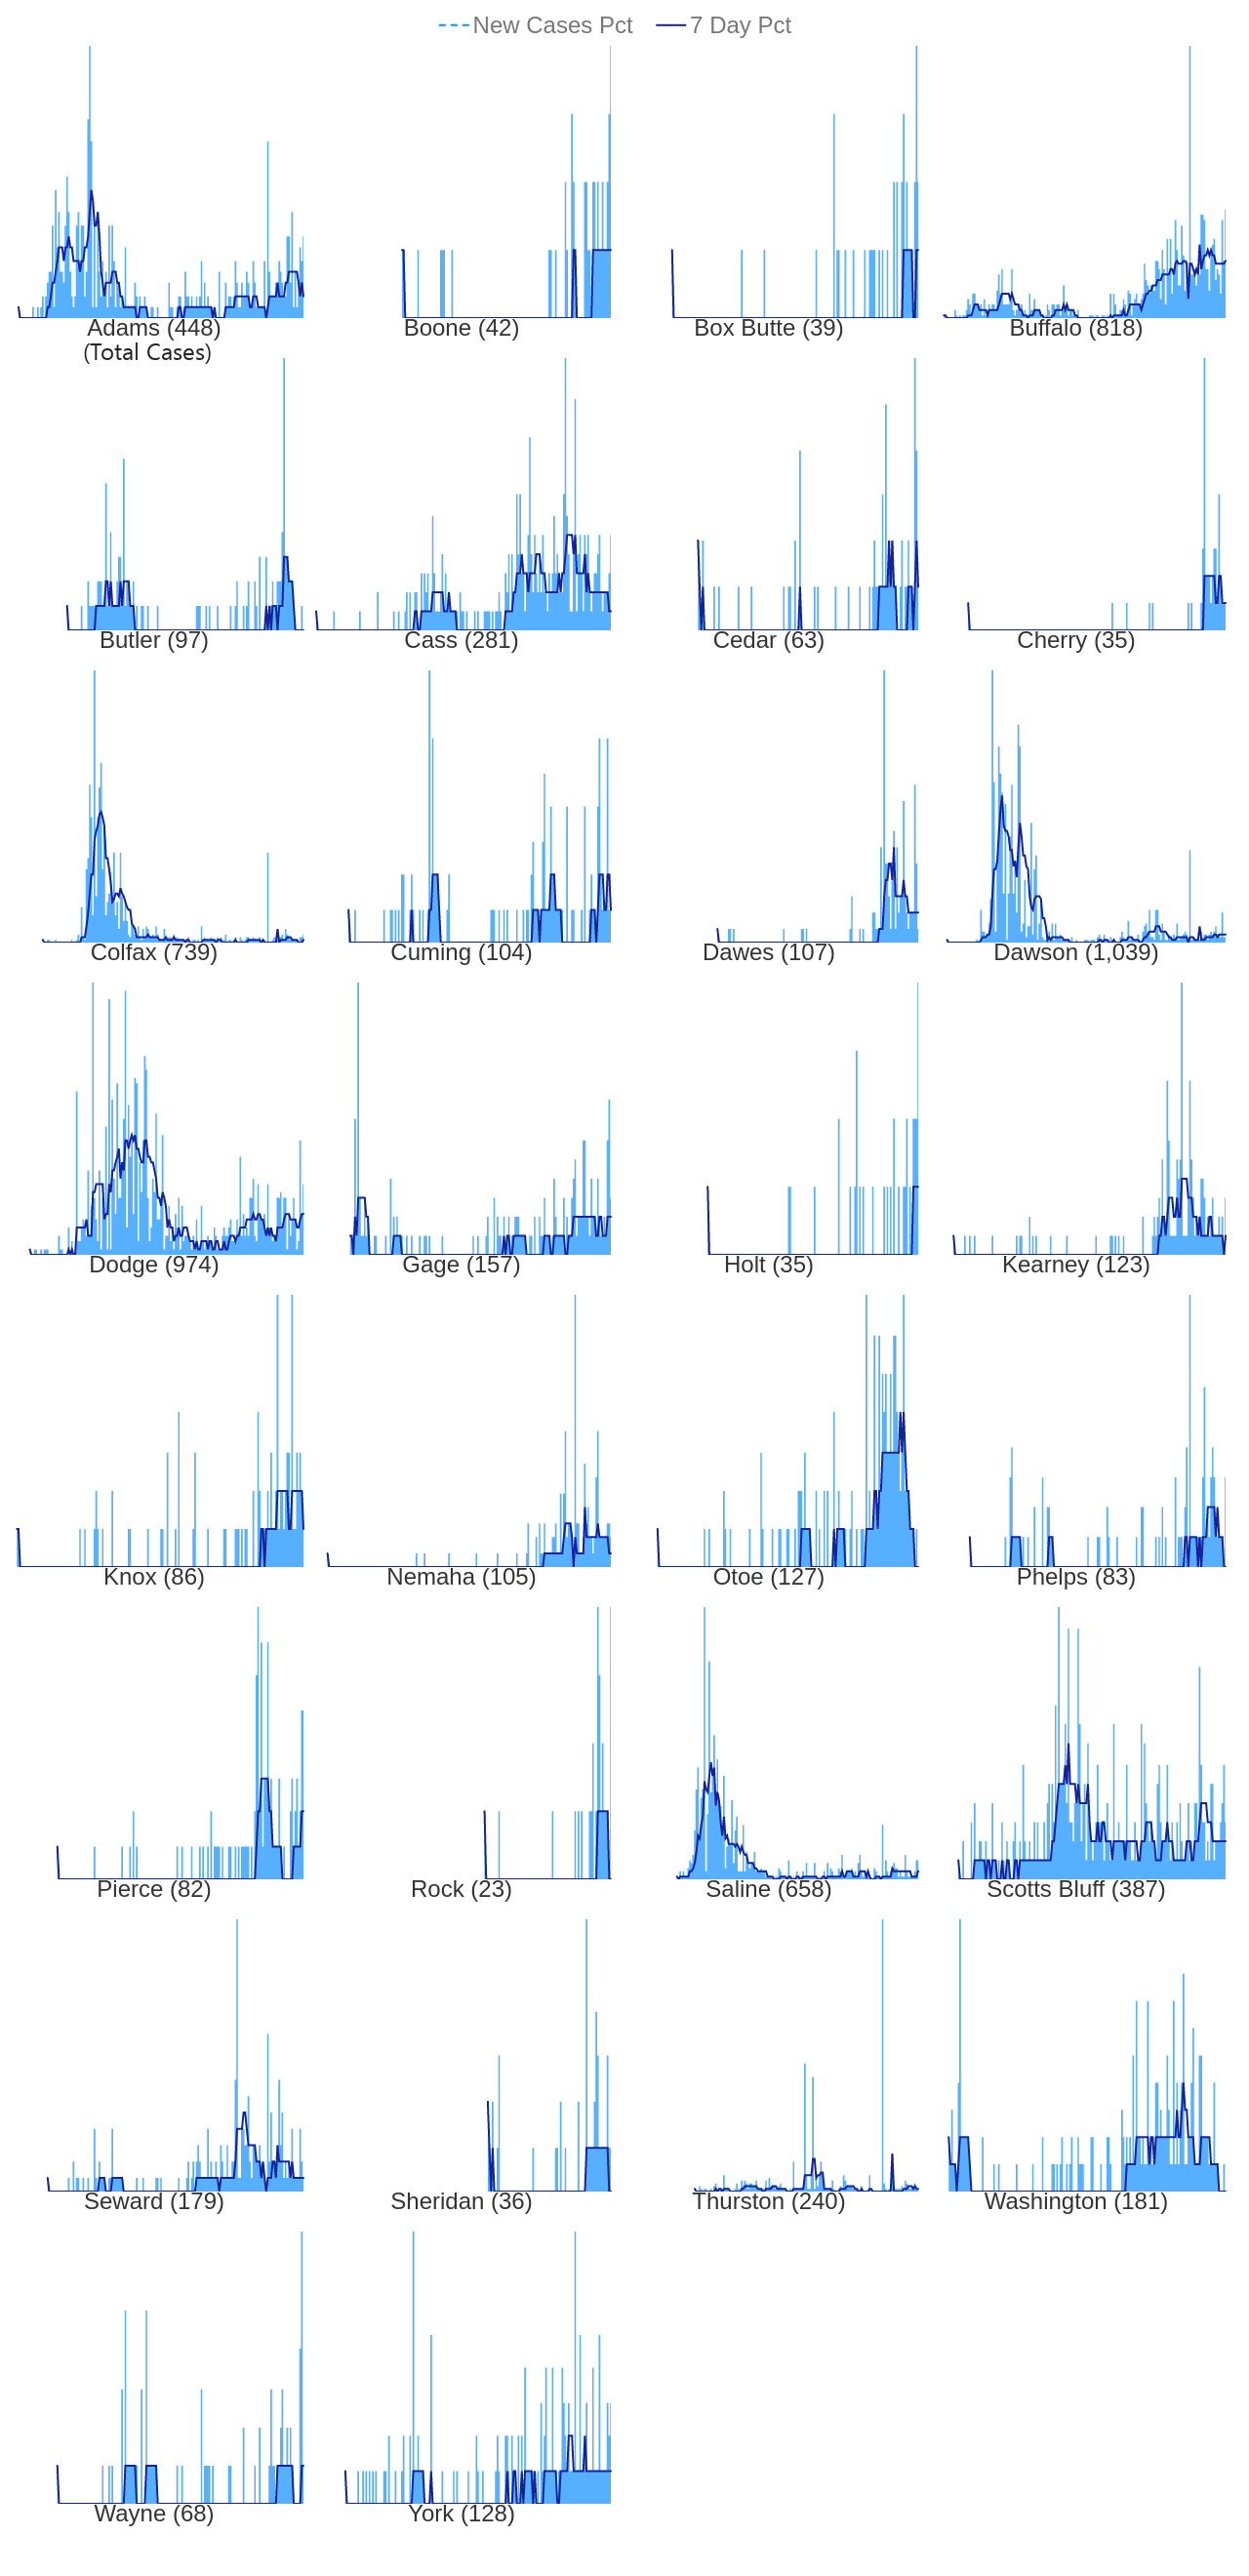 New Cases Pct 7 Day Pct
Adams (448) Boone (42) Box Butte (39) Buffalo (818)
(Total Cases)
Butler (97) Cass (281) Cedar (63) Cherry (35)
Colfax (739) Cuming (104) Dawes (107) Dawson (1,039)
Dodge (974) Gage (157) Holt (35) Kearney (123)
Knox (86) Nemaha (105) Otoe (127) Phelps (83)
Pierce (82) Rock (23) Saline (658) Scotts Bluff (387)
Seward (179) Sheridan (36) Thurston (240) Washington (181)
Wayne (68) York (128)